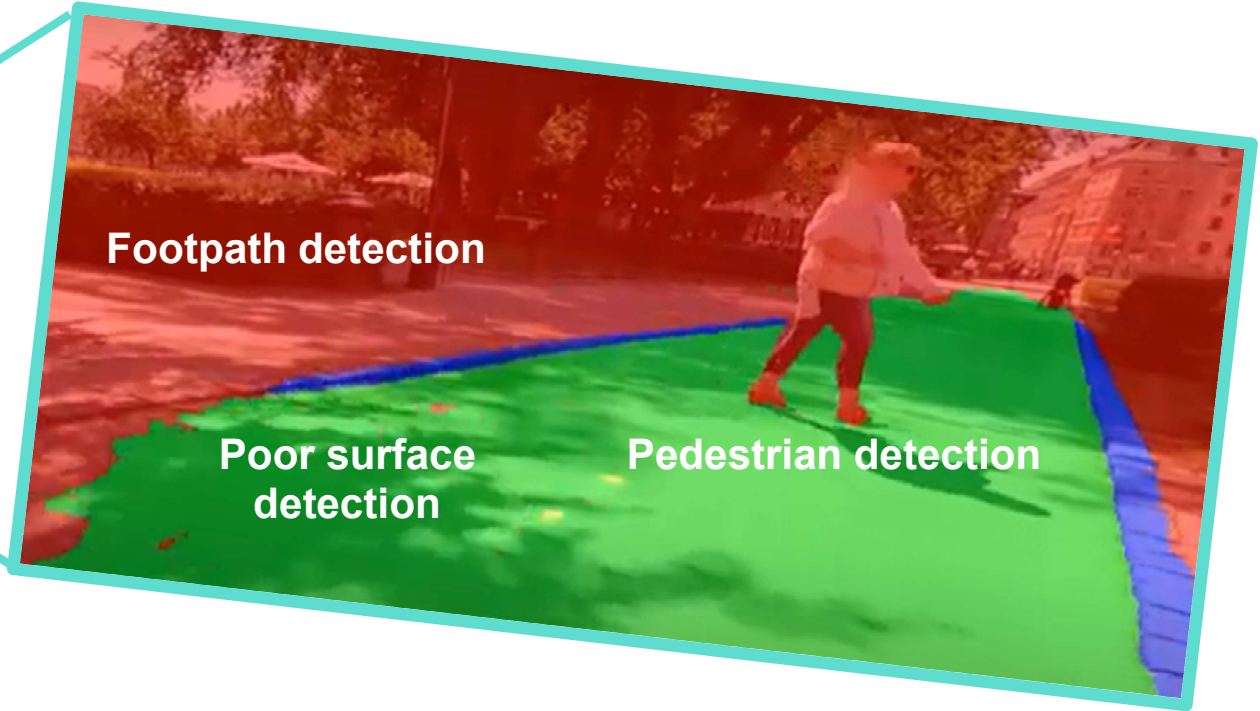 Footpath detection
Poor surface
detection
Pedestrian detection